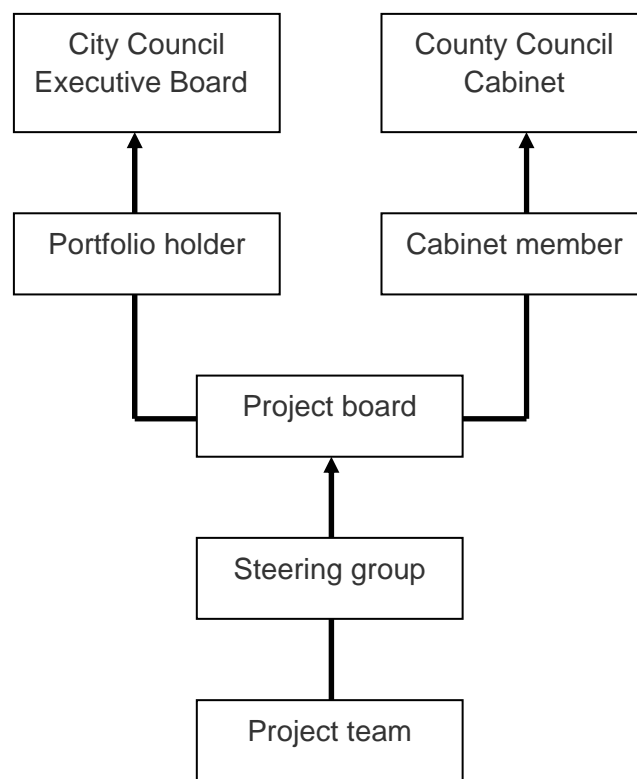 City Council
Executive Board
County Council
Cabinet
Portfolio holder
Cabinet member
Project board
Steering group
Project team